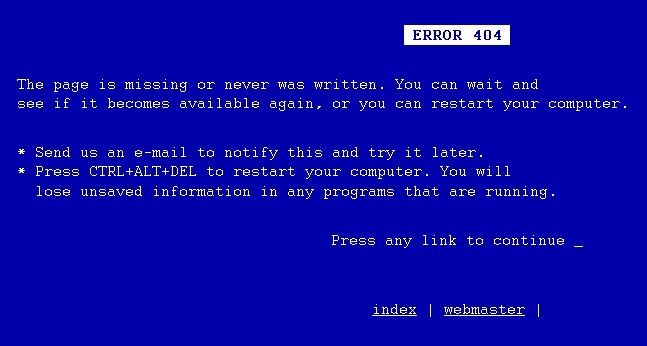 ERROR 404
The page is missing or never was written. You can wait and
see if it becomes available again, or you can restart your computer.
* Send us an e-mail to notify this and try it later.
* Press CTRL+ALT+DEL to restart your computer. You will
lose unsaved information in any programs that are running.
Press any link to continue _
index | webmaster |